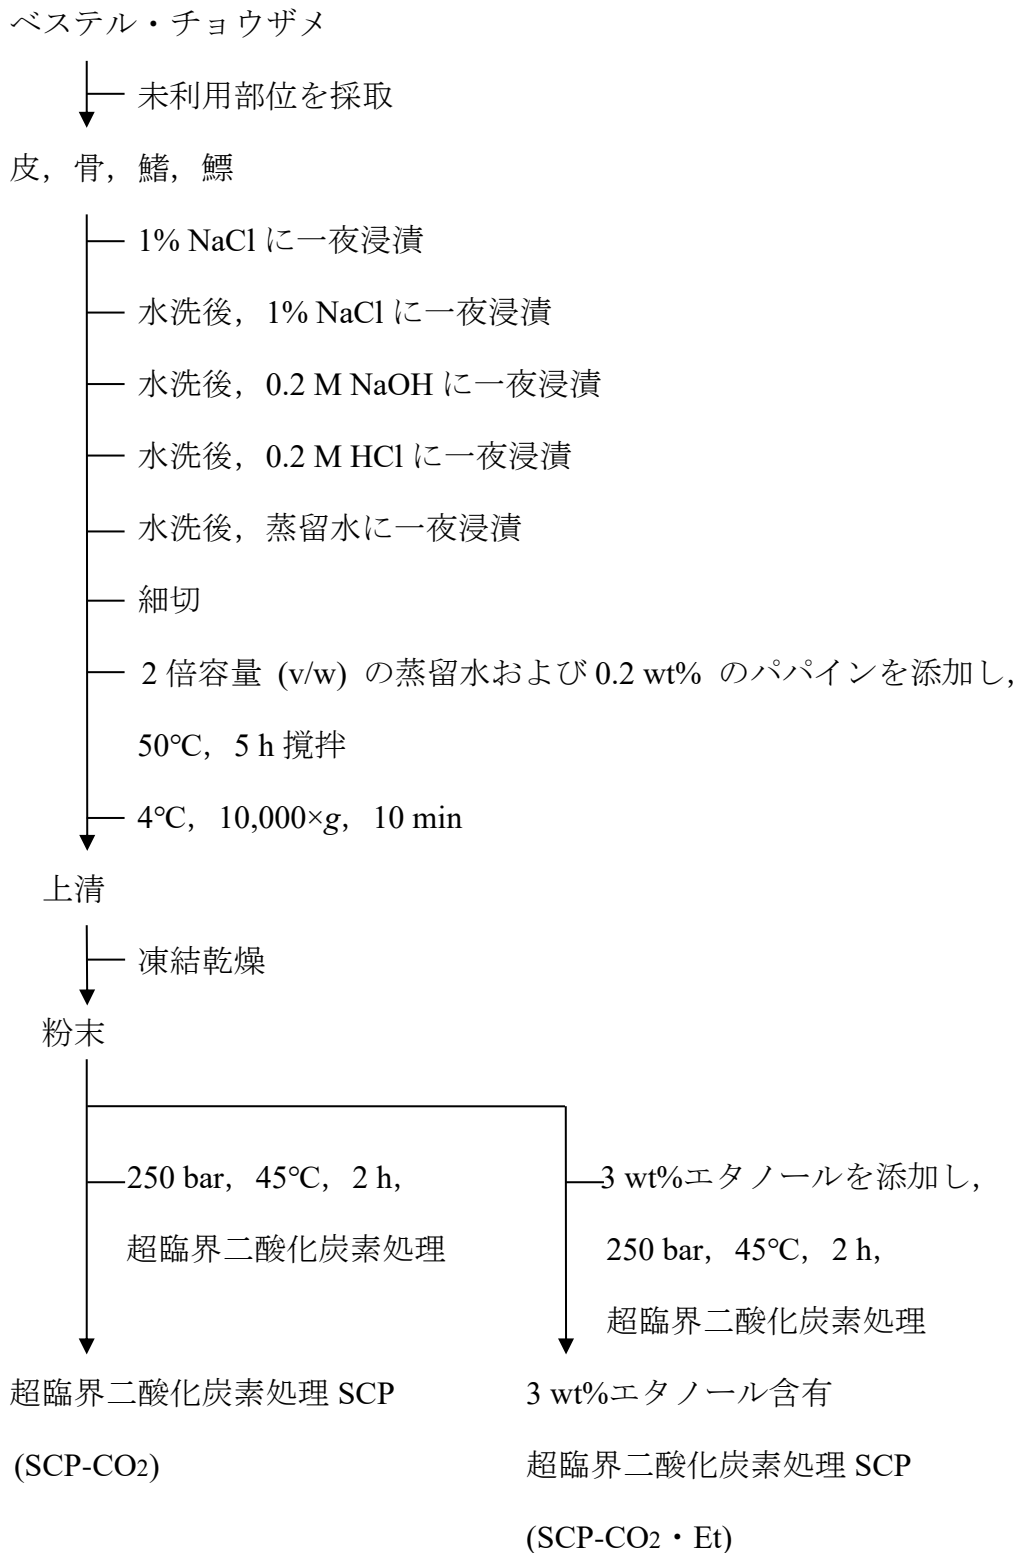 ベステル・チョウザメ
未利用部位を採取
皮，骨，鰭，鰾
1% NaCl に一夜浸漬
水洗後，1% NaCl に一夜浸漬
水洗後，0.2 M NaOH に一夜浸漬
水洗後，0.2 M HCl に一夜浸漬
水洗後，蒸留水に一夜浸漬
細切
2 倍容量 (v/w) の蒸留水および 0.2 wt% のパパインを添加し，
50℃，5 h 撹拌
4℃，10,000×g，10 min
上清
凍結乾燥
粉末
250 bar，45℃，2 h，
超臨界二酸化炭素処理
3 wt%エタノールを添加し，
250 bar，45℃，2 h，
超臨界二酸化炭素処理
超臨界二酸化炭素処理 SCP
(SCP-CO2)
3 wt%エタノール含有
超臨界二酸化炭素処理 SCP
(SCP-CO2・Et)